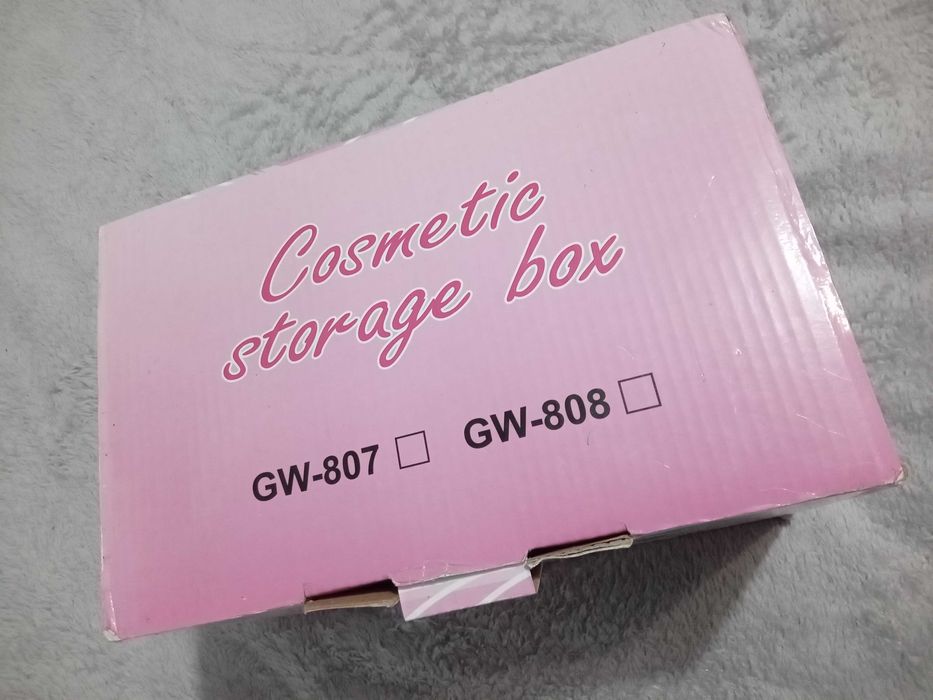 Cosmetic
storage box
GW-807 □ GW-808 □